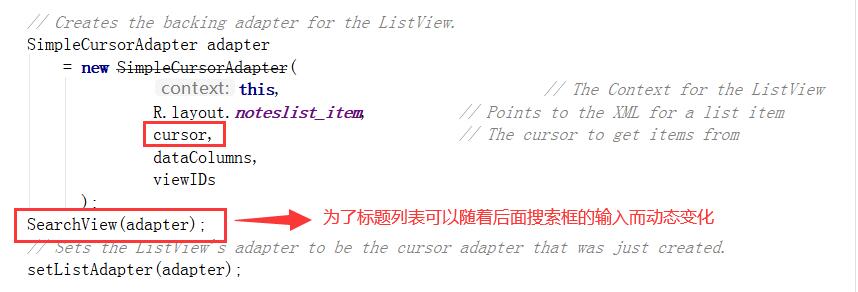 // Creates the backing adapter for the ListView.
SimpleCursorAdapter adapter
= new SimpleCursorAdapter(
context: this, // The Context for the ListView
R.layout.noteslist_item, // Points to the XML for a list item
cursor, // The cursor to get items from
dataColumns,
viewIDs
);
SearchView(adapter); 为了标题列表可以随着后面搜索框的输入而动态变化
// Sets the ListView's adapter to be the cursor adapter that was just created.
setListAdapter(adapter);